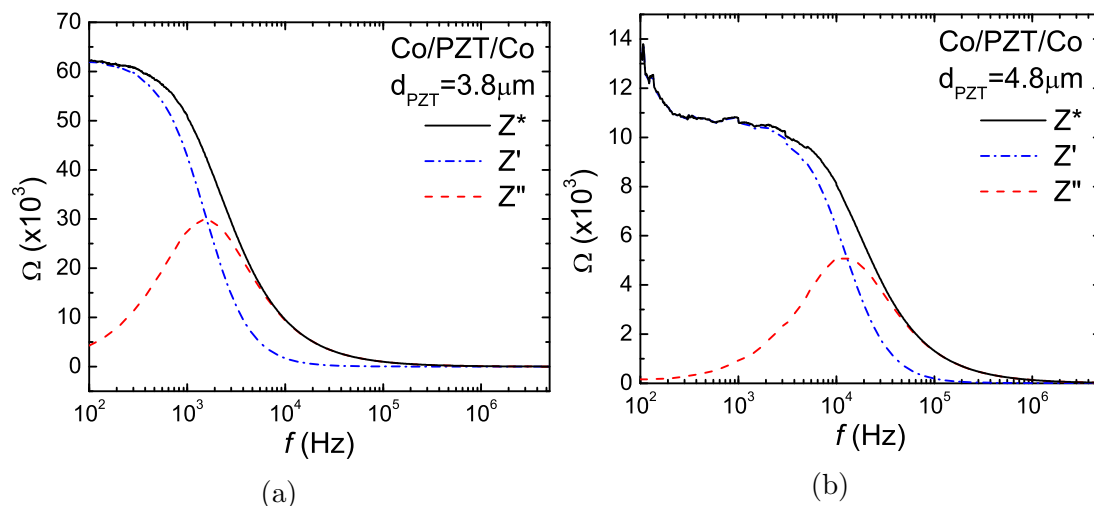 70
60
50
40
30
20
10
0
Ω (x10³)
Co/PZT/Co
d_PZT=3.8μm
Z*
Z'
Z"
10² 10³ 10⁴ 10⁵ 10⁶
f (Hz)
(a)
14
12
10
8
6
4
2
0
Ω (x10³)
Co/PZT/Co
d_PZT=4.8μm
Z*
Z'
Z"
10² 10³ 10⁴ 10⁵ 10⁶
f (Hz)
(b)